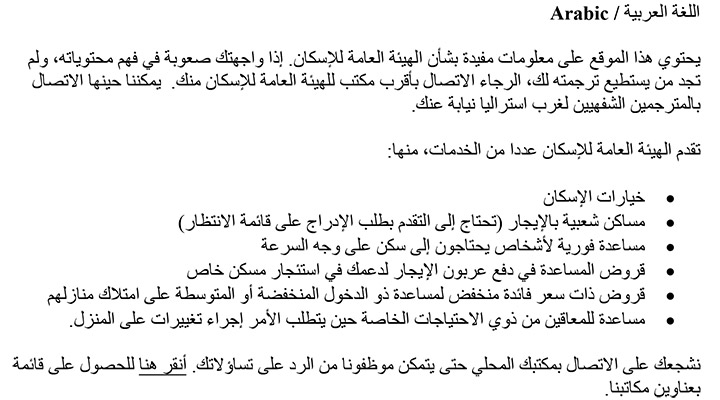 اللغة العربية / Arabic
يحتوي هذا الموقع على معلومات مفيدة بشأن الهيئة العامة للإسكان. إذا واجهتك صعوبة في فهم محتوياته، ولم
تجد من يستطيع ترجمته لك، الرجاء الاتصال بأقرب مكتب للهيئة العامة للإسكان منك. يمكننا حينها الاتصال
بالمترجمين الشفهيين لغرب استراليا نيابة عنك.
تقدم الهيئة العامة للإسكان عددا من الخدمات، منها:
• خيارات الإسكان
• مساكن شعبية بالإيجار (تحتاج إلى التقدم بطلب الإدراج على قائمة الانتظار)
• مساعدة فورية لأشخاص يحتاجون إلى سكن على وجه السرعة
• قروض المساعدة في دفع عربون الإيجار لدعمك في استئجار مسكن خاص
• قروض ذات سعر فائدة منخفض لمساعدة ذو الدخول المنخفضة أو المتوسطة على امتلاك منازلهم
• مساعدة للمعاقين من ذوي الاحتياجات الخاصة حين يتطلب الأمر إجراء تغييرات على المنزل.
نشجعك على الاتصال بمكتبك المحلي حتى يتمكن موظفونا من الرد على تساؤلاتك. أنقر هنا للحصول على قائمة
بعناوين مكاتبنا.